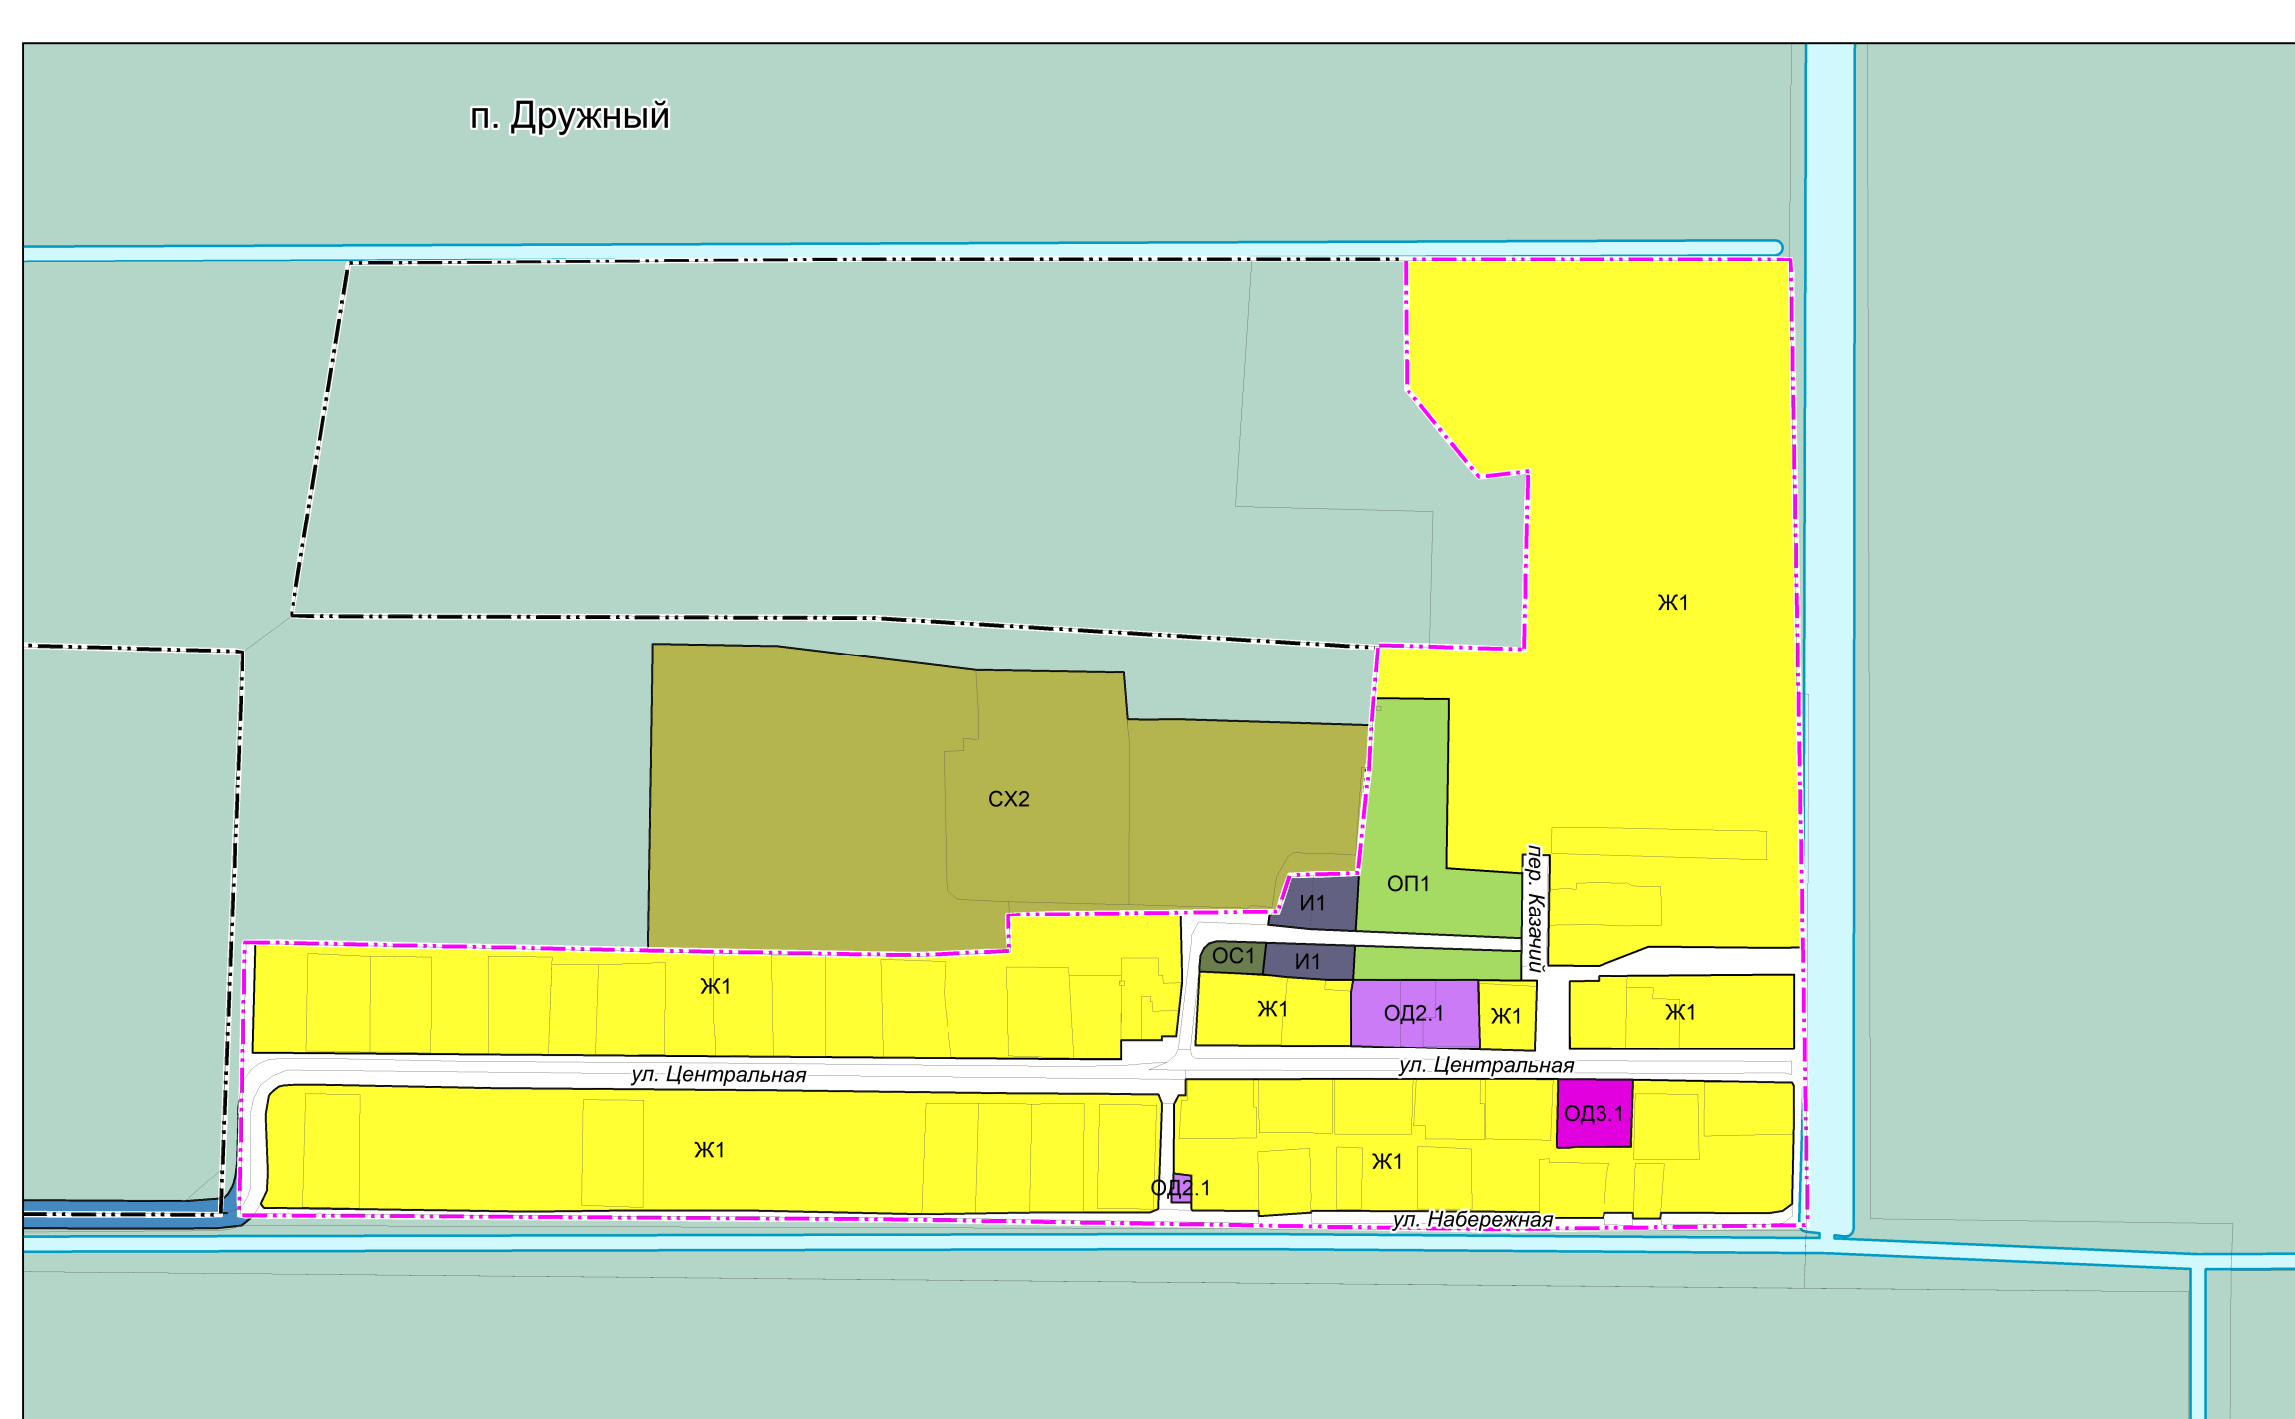 п. Дружный
Ж1
СХ2
ОП1
И1
пер. Казачий
ОС1
И1
Ж1
Ж1
ОД2.1
Ж1
Ж1
ул. Центральная
ул. Центральная
ОД3.1
Ж1
Ж1
ОД2.1
ул. Набережная